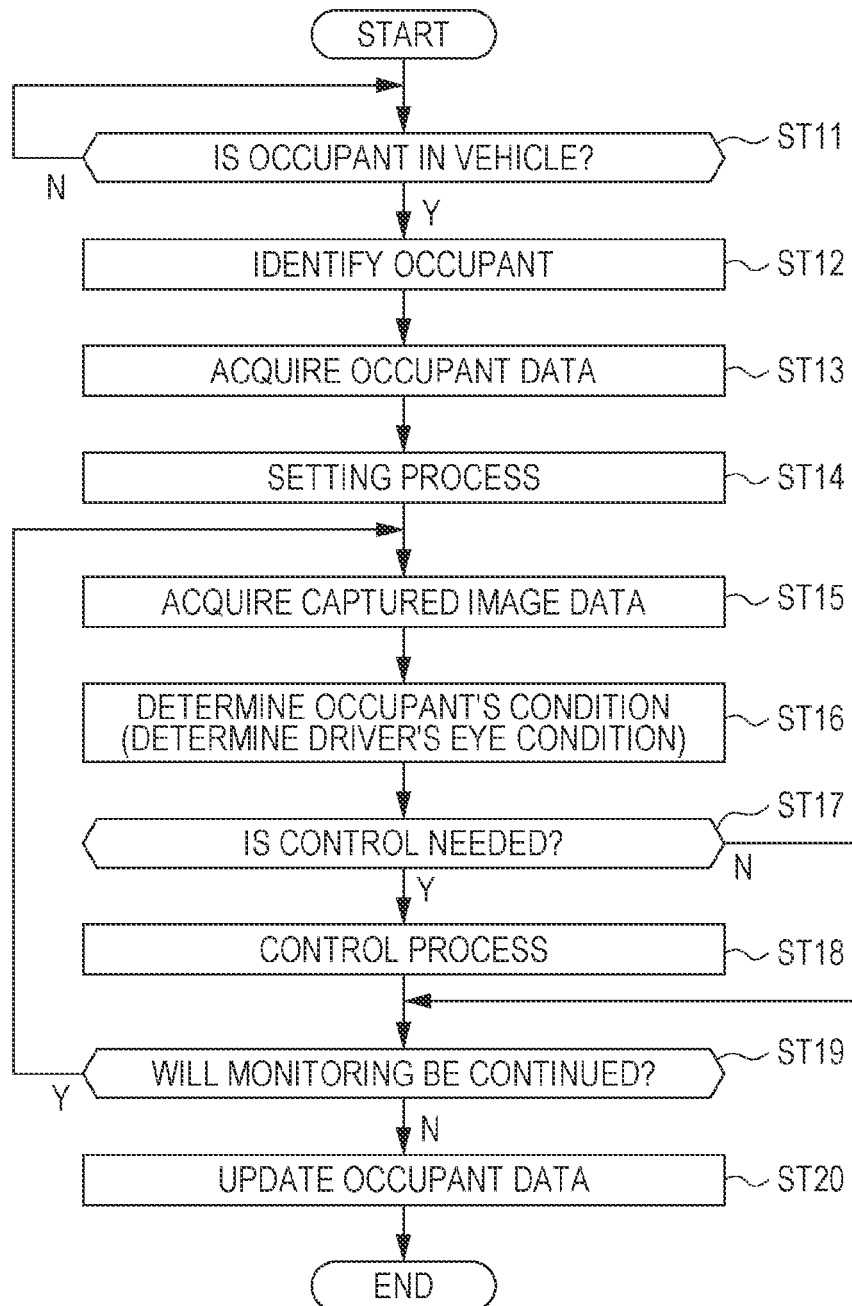 START
IS OCCUPANT IN VEHICLE?
ST11
N
Y
IDENTIFY OCCUPANT
ST12
ACQUIRE OCCUPANT DATA
ST13
SETTING PROCESS
ST14
ACQUIRE CAPTURED IMAGE DATA
ST15
DETERMINE OCCUPANT'S CONDITION
(DETERMINE DRIVER'S EYE CONDITION)
ST16
IS CONTROL NEEDED?
ST17
N
Y
CONTROL PROCESS
ST18
WILL MONITORING BE CONTINUED?
ST19
Y
N
UPDATE OCCUPANT DATA
ST20
END